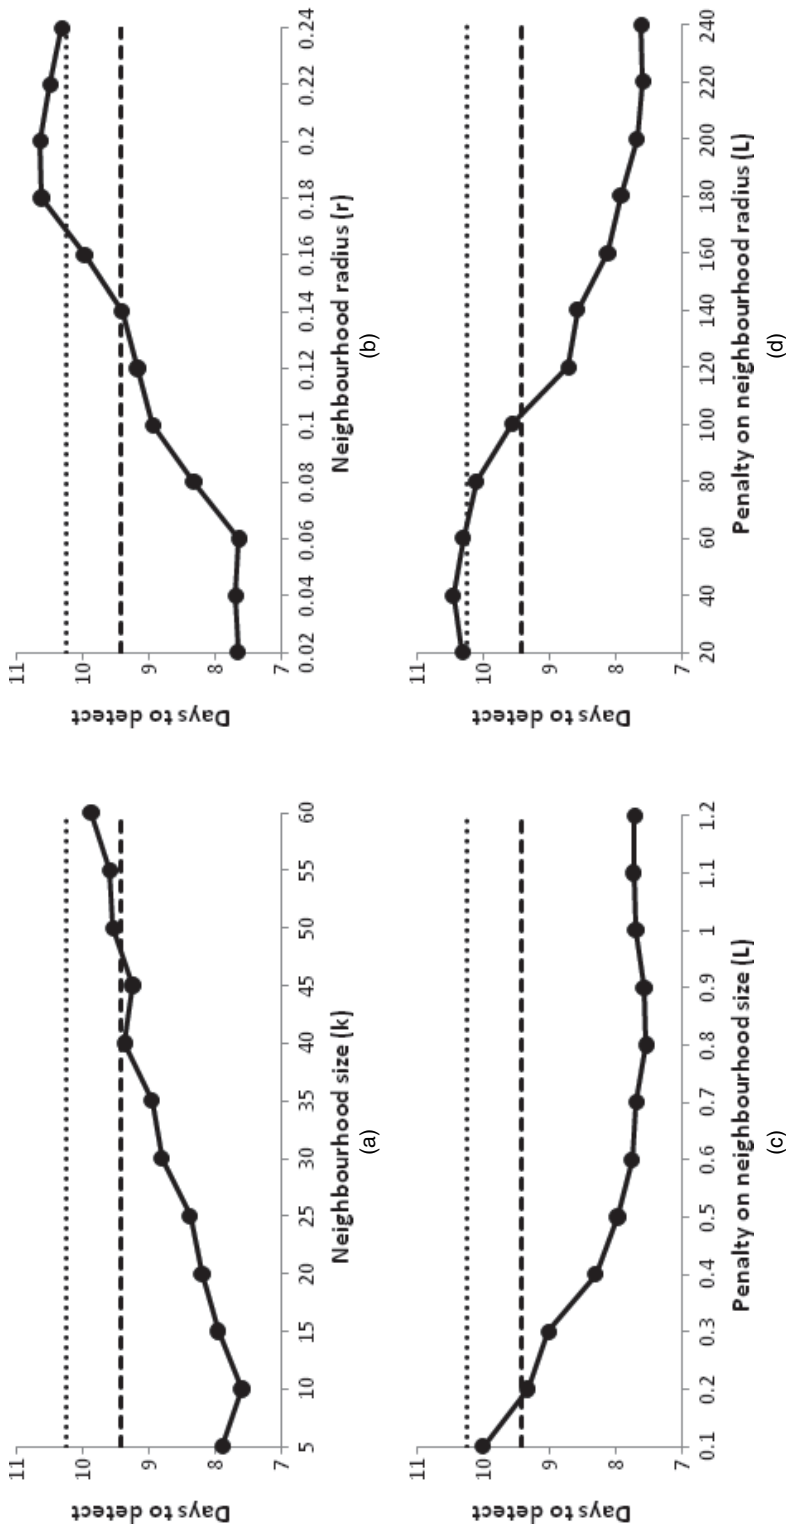 11
10
9
8
7
5 10 15 20 25 30 35 40 45 50 55 60
Days to detect
Neighbourhood size (k)
(a)
11
10
9
8
7
0.02 0.04 0.06 0.08 0.1 0.12 0.14 0.16 0.18 0.2 0.22 0.24
Days to detect
Neighbourhood radius (r)
(b)
11
10
9
8
7
0.1 0.2 0.3 0.4 0.5 0.6 0.7 0.8 0.9 1 1.1 1.2
Days to detect
Penalty on neighbourhood size (L)
(c)
11
10
9
8
7
20 40 60 80 100 120 140 160 180 200 220 240
Days to detect
Penalty on neighbourhood radius (L)
(d)